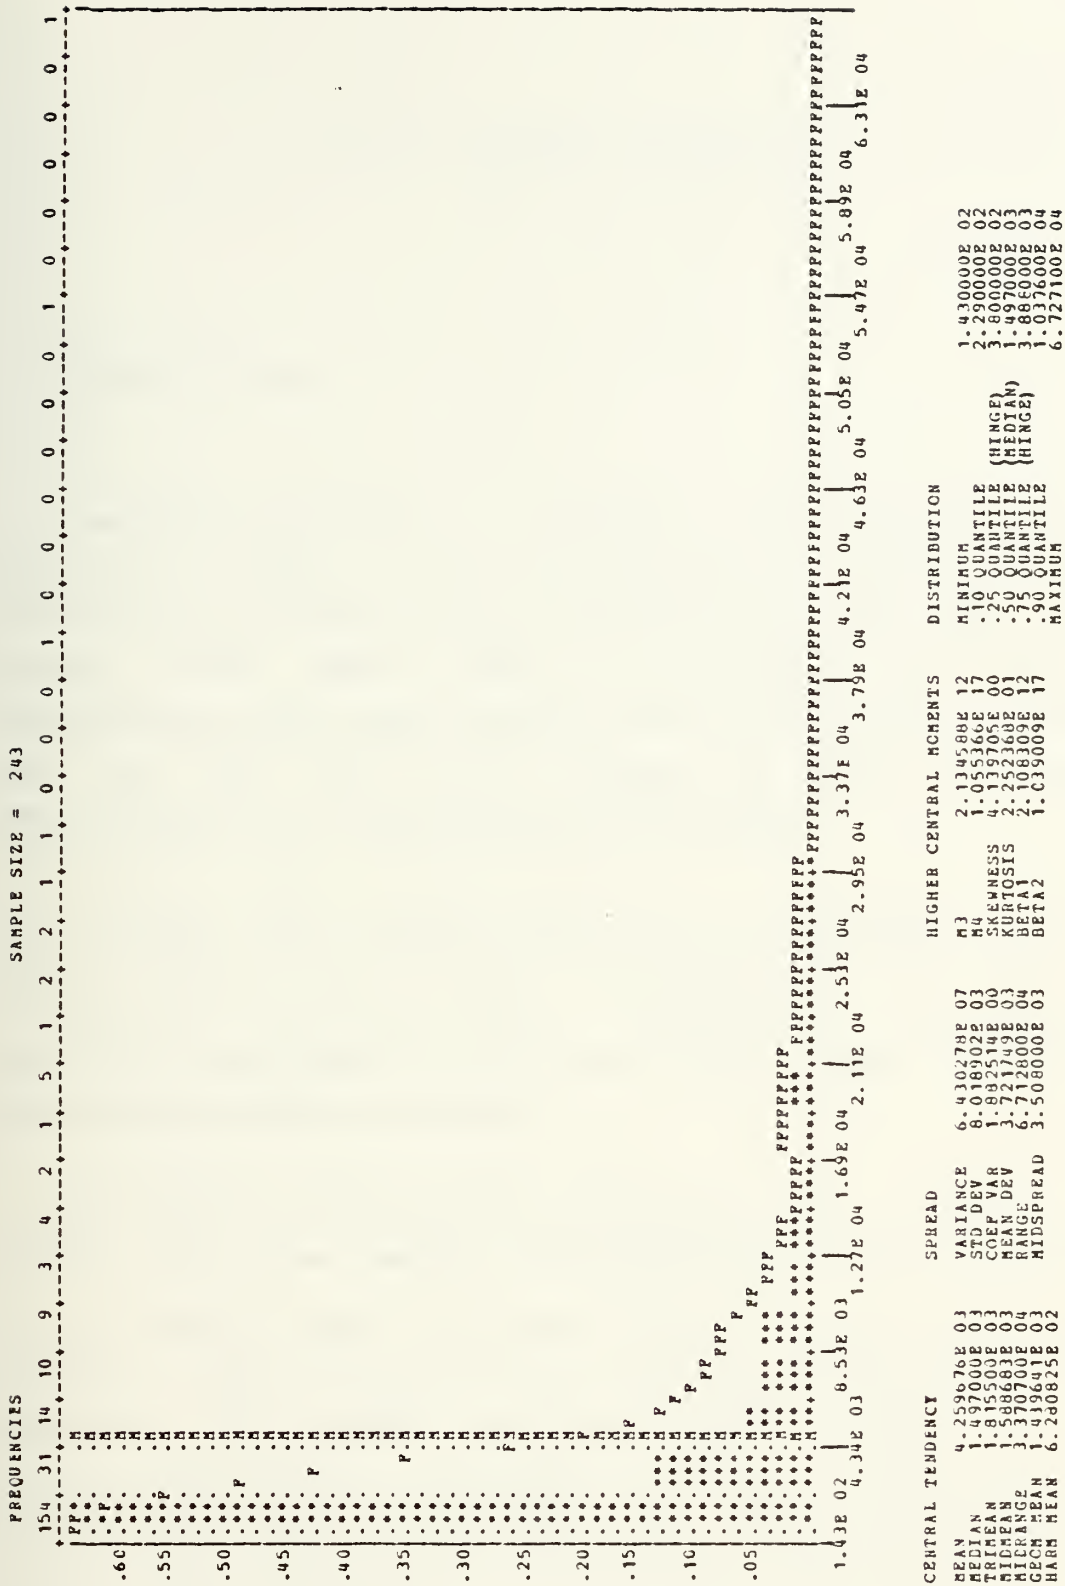 FREQUENCIES
SAMPLE SIZE = 243
154 31 14 10 9 3 4 2 1 5 1 2 2 1 1 0 0 0 1 0 0 0 0 0 1 0 0 0 0 0 0 1
.60
.55
.50
.45
.40
.35
.30
.25
.20
.15
.10
.05
1.43E 02 4.34E 03 8.53E 03 1.27E 04 1.69E 04 2.11E 04 2.53E 04 2.95E 04 3.37E 04 3.79E 04 4.21E 04 4.63E 04 5.05E 04 5.47E 04 5.89E 04 6.31E 04
CENTRAL TENDENCY
MEAN 4.259676E 03
MEDIAN 1.497000E 03
TRIMEAN 1.815500E 03
MIDMEAN 1.588683E 03
MIDRANGE 3.370700E 04
GEOM MEAN 1.439641E 03
HARM MEAN 6.280825E 02
SPREAD
VARIANCE 6.430278E 07
STD DEV 8.018902E 03
COEF VAR 1.882514E 00
MEAN DEV 3.721749E 03
RANGE 6.712800E 04
MIDSPREAD 3.508000E 03
HIGHER CENTRAL MOMENTS
M3 2.134588E 12
M4 1.055366E 17
SKEWNESS 4.139705E 00
KURTOSIS 2.252368E 01
BETA1 2.108309E 12
BETA2 1.039009E 17
DISTRIBUTION
MINIMUM 1.430000E 02
.10 QUANTILE 2.290000E 02
.25 QUANTILE (HINGE) 3.800000E 02
.50 QUANTILE (MEDIAN) 1.497000E 03
.75 QUANTILE (HINGE) 3.888000E 03
.90 QUANTILE 1.037600E 04
MAXIMUM 6.727100E 04